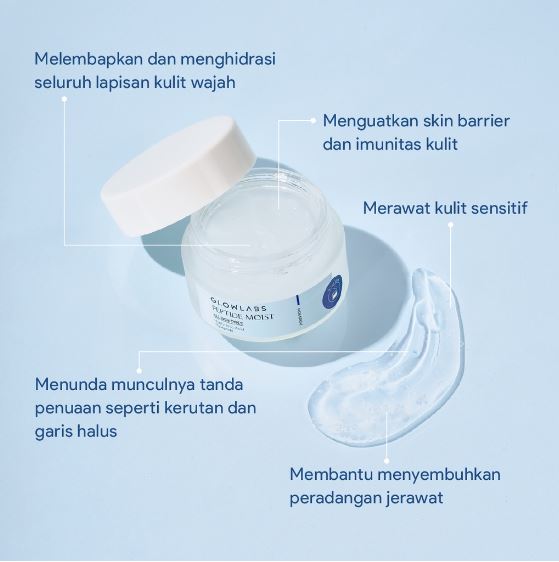 Melembapkan dan menghidrasi
seluruh lapisan kulit wajah
Menguatkan skin barrier
dan imunitas kulit
Merawat kulit sensitif
GLOWLABS
PEPTIDE MOIST
Menunda munculnya tanda
penuaan seperti kerutan dan
garis halus
Membantu menyembuhkan
peradangan jerawat